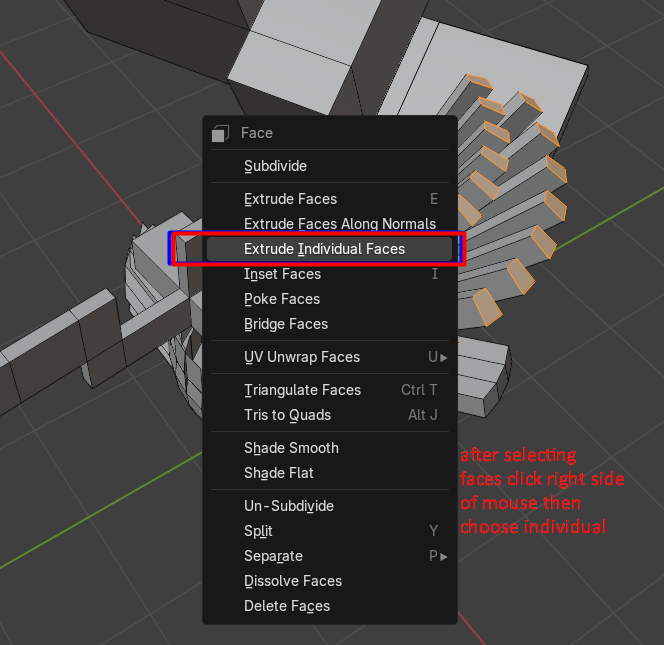 Face
Subdivide
Extrude Faces E
Extrude Faces Along Normals
Extrude Individual Faces
Inset Faces I
Poke Faces
Bridge Faces
UV Unwrap Faces U
Triangulate Faces Ctrl T
Tris to Quads Alt J
Shade Smooth
Shade Flat
after selecting
faces click right side
of mouse then
choose individual
Un-Subdivide
Split Y
Separate P
Dissolve Faces
Delete Faces